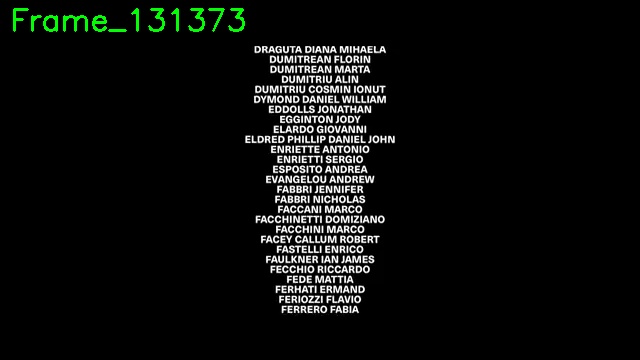 Frame_131373
DRAGUTA DIANA MIHAELA
DUMITREAN FLORIN
DUMITREAN MARTA
DUMITRIU ALIN
DUMITRIU COSMIN IONUT
DYMOND DANIEL WILLIAM
EDDOLLS JONATHAN
EGGINTON JODY
ELARDO GIOVANNI
ELDRED PHILLIP DANIEL JOHN
ENRIETTE ANTONIO
ENRIETTI SERGIO
ESPOSITO ANDREA
EVANGELOU ANDREW
FABBRI JENNIFER
FABBRI NICHOLAS
FACCANI MARCO
FACCHINETTI DOMIZIANO
FACCHINI MARCO
FACEY CALLUM ROBERT
FASTELLI ENRICO
FAULKNER IAN JAMES
FECCHIO RICCARDO
FEDE MATTIA
FERHATI ERMAND
FERIOZZI FLAVIO
FERRERO FABIA